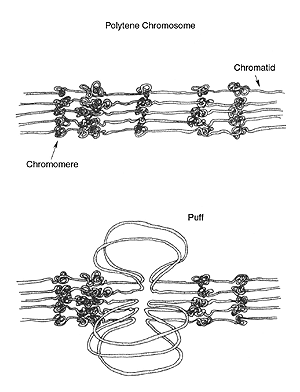 Polytene Chromosome
Chromatid
Chromomere
Puff